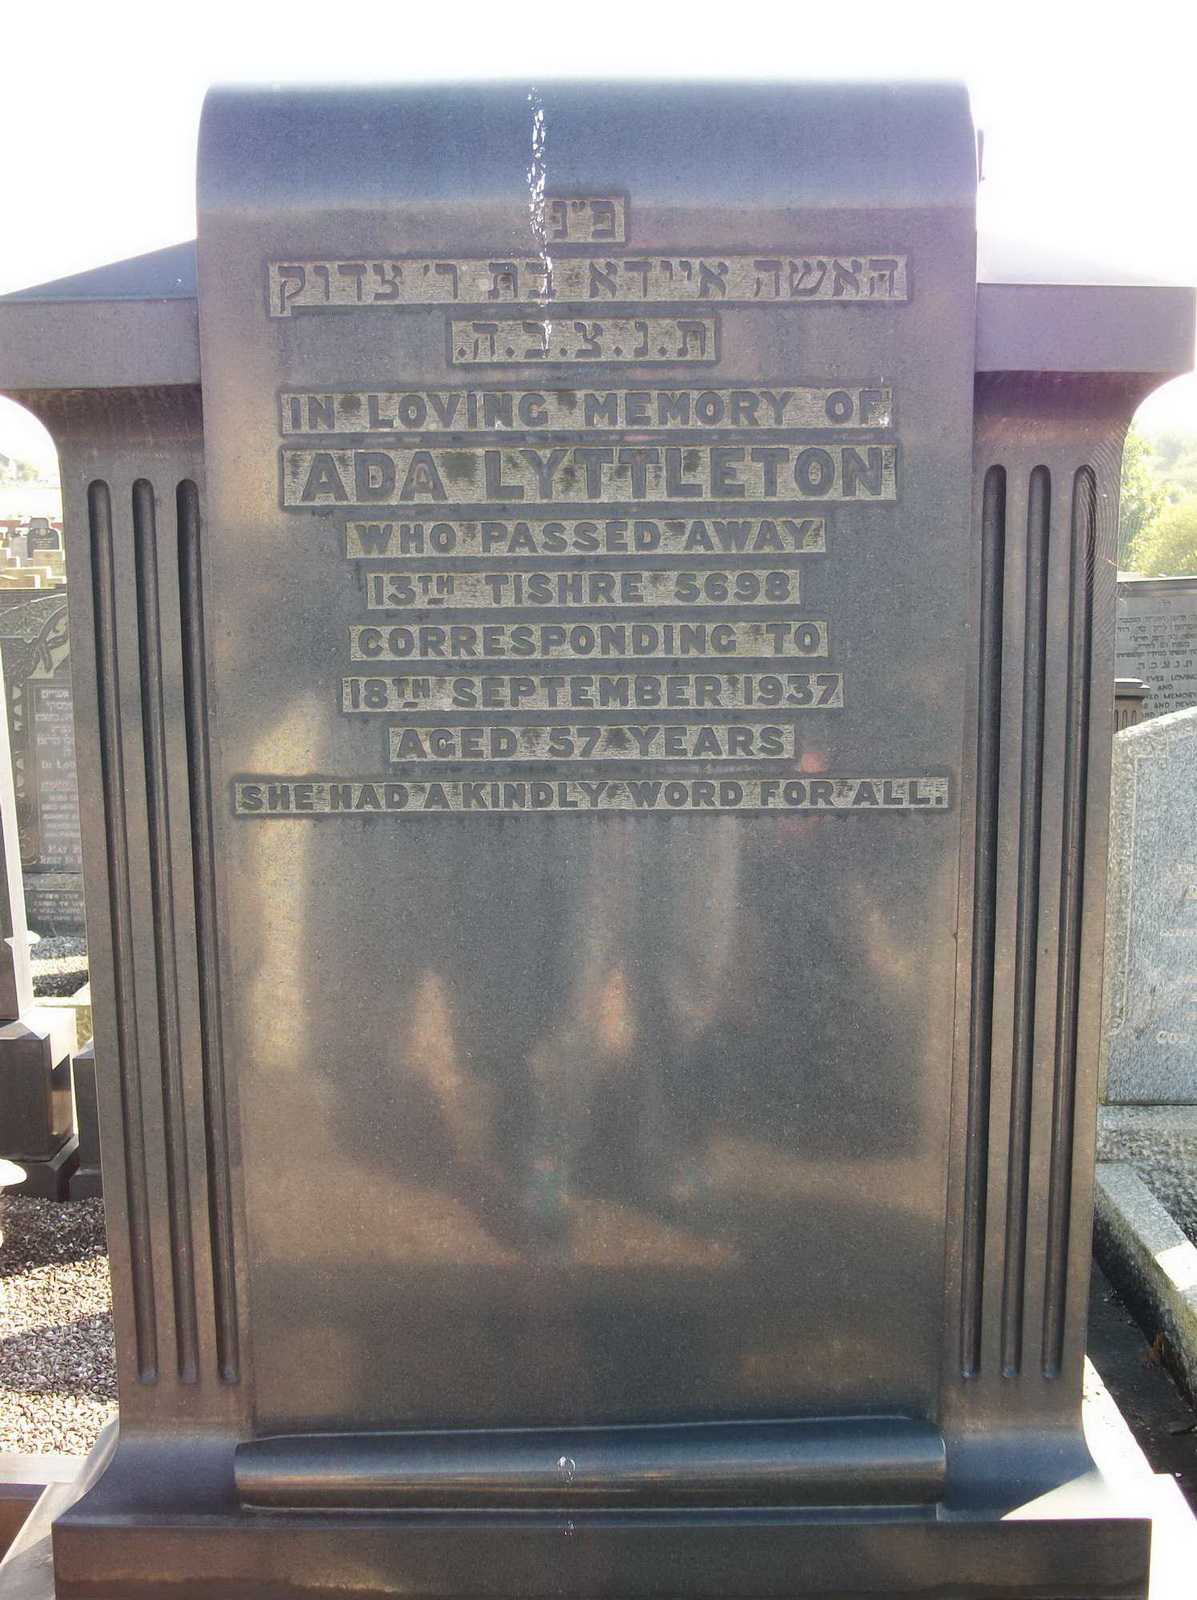 פ״נ
האשה איידא בת ר׳ צדוק
ת.נ.צ.ב.ה.
IN LOVING MEMORY OF
ADA LYTTLETON
WHO PASSED AWAY
13TH TISHRE 5698
CORRESPONDING TO
18TH SEPTEMBER 1937
AGED 57 YEARS
SHE HAD A KINDLY WORD FOR ALL.